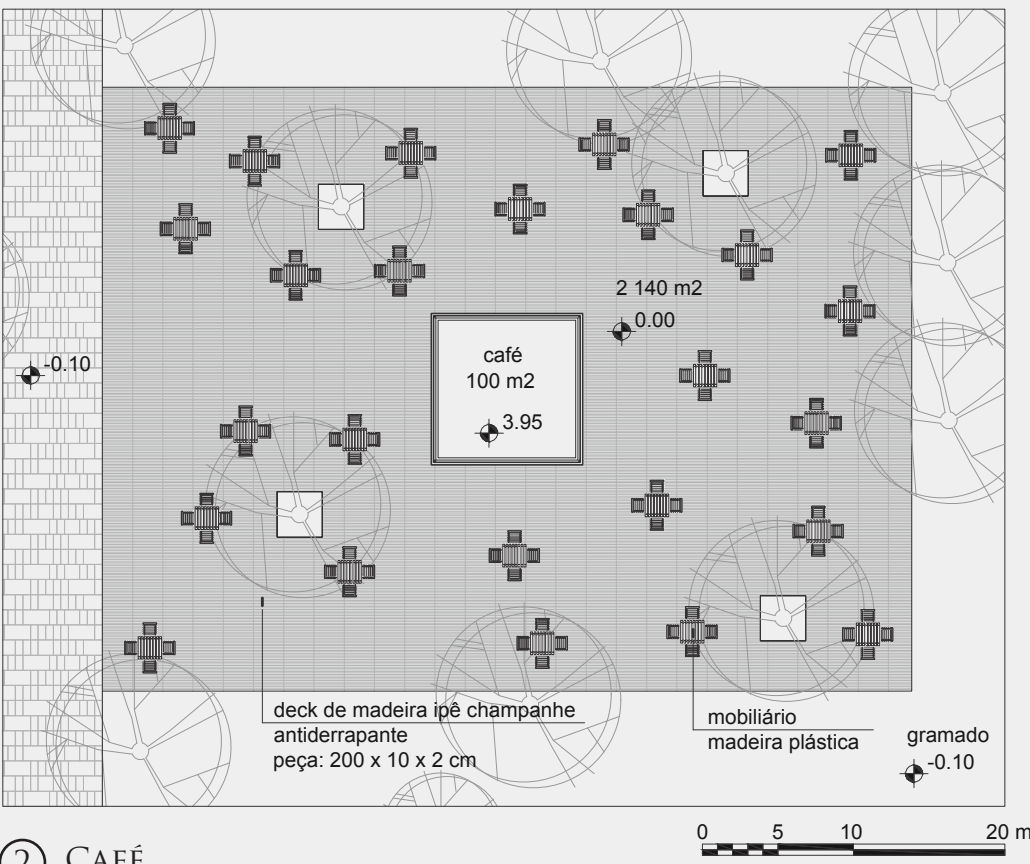 2 140 m2
0.00
café
100 m2
3.95
-0.10
deck de madeira ipê champanhe
antiderrapante
peça: 200 x 10 x 2 cm
mobiliário
madeira plástica
gramado
-0.10
0 5 10 20 m
2 CAFÉ